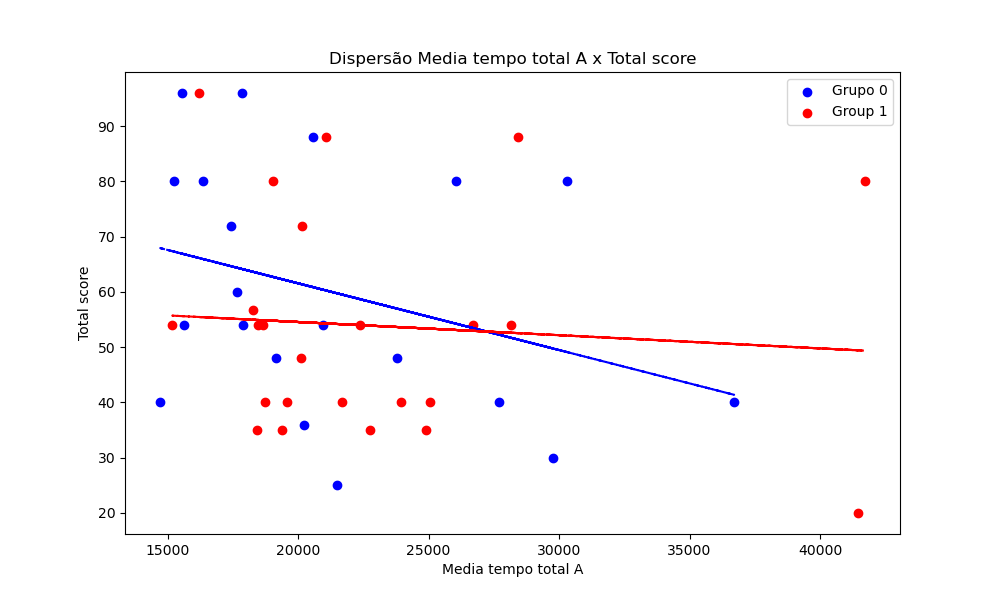 Dispersão Media tempo total A x Total score
Grupo 0
Group 1
Total score
90
80
70
60
50
40
30
20
15000 20000 25000 30000 35000 40000
Media tempo total A